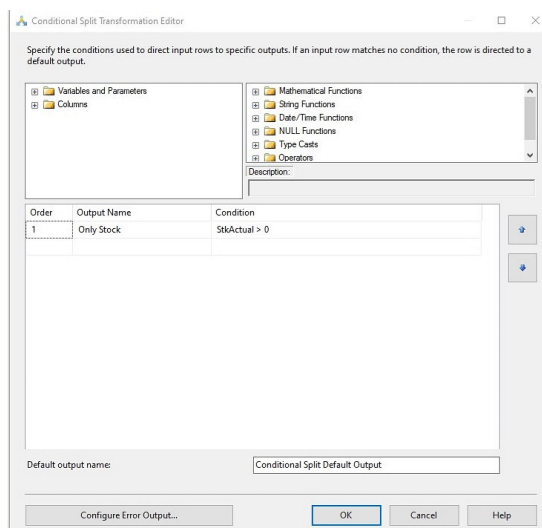 Conditional Split Transformation Editor
Specify the conditions used to direct input rows to specific outputs. If an input row matches no condition, the row is directed to a
default output.
Variables and Parameters
Columns
Mathematical Functions
String Functions
Date/Time Functions
NULL Functions
Type Casts
Operators
Description:
Order Output Name Condition
1 Only Stock StkActual > 0
Default output name: Conditional Split Default Output
Configure Error Output... OK Cancel Help